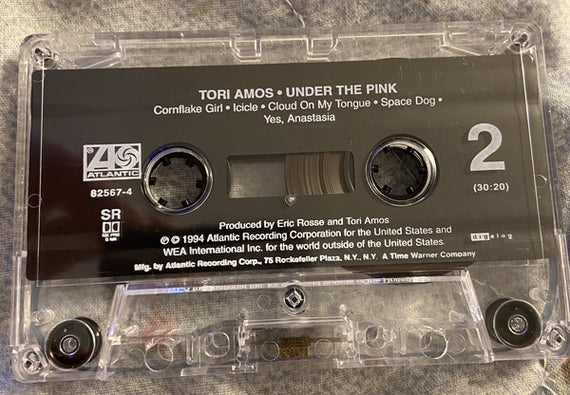 TORI AMOS • UNDER THE PINK
Cornflake Girl • Icicle • Cloud On My Tongue • Space Dog •
Yes, Anastasia
ATLANTIC
82567-4
2
(30:20)
SR
Produced by Eric Rosse and Tori Amos
℗ © 1994 Atlantic Recording Corporation for the United States and
WEA International Inc. for the world outside of the United States.
digalog
Mfg. by Atlantic Recording Corp., 75 Rockefeller Plaza, N.Y., N.Y. A Time Warner Company